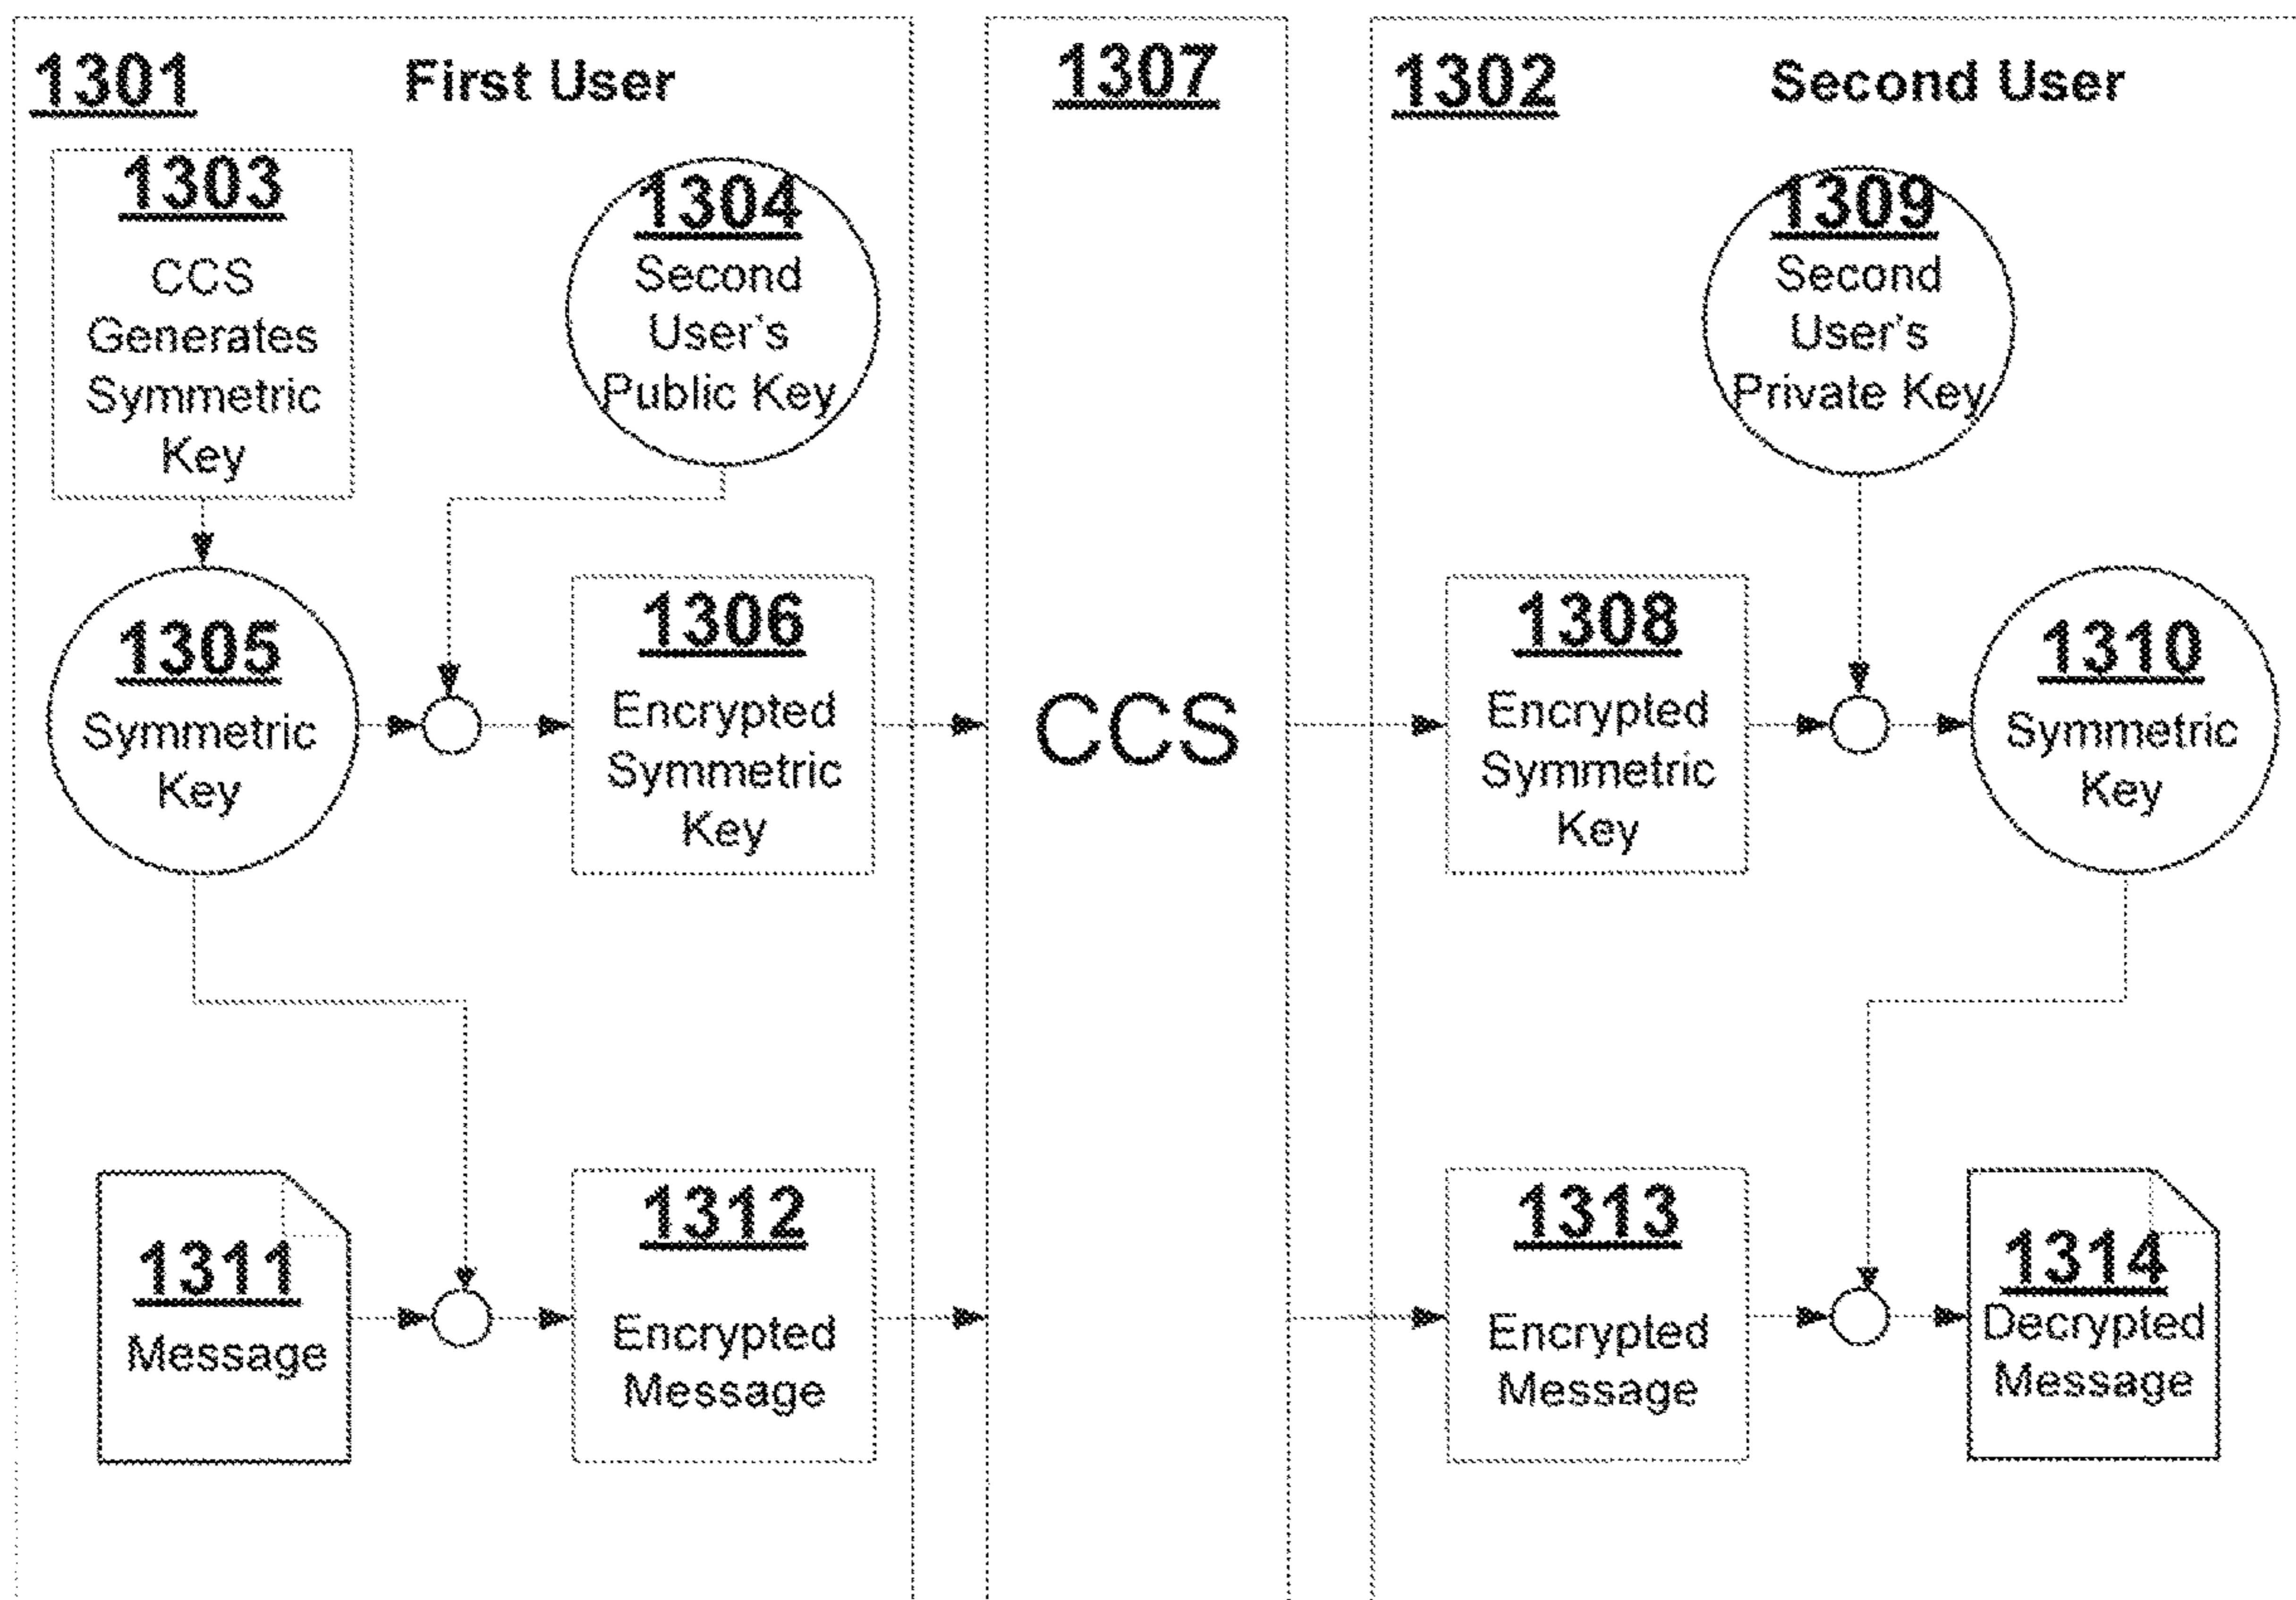 1301 First User
1307
1302 Second User
1303
CCS
Generates
Symmetric
Key
1304
Second
User's
Public Key
1309
Second
User's
Private Key
1305
Symmetric
Key
1306
Encrypted
Symmetric
Key
CCS
1308
Encrypted
Symmetric
Key
1310
Symmetric
Key
1311
Message
1312
Encrypted
Message
1313
Encrypted
Message
1314
Decrypted
Message